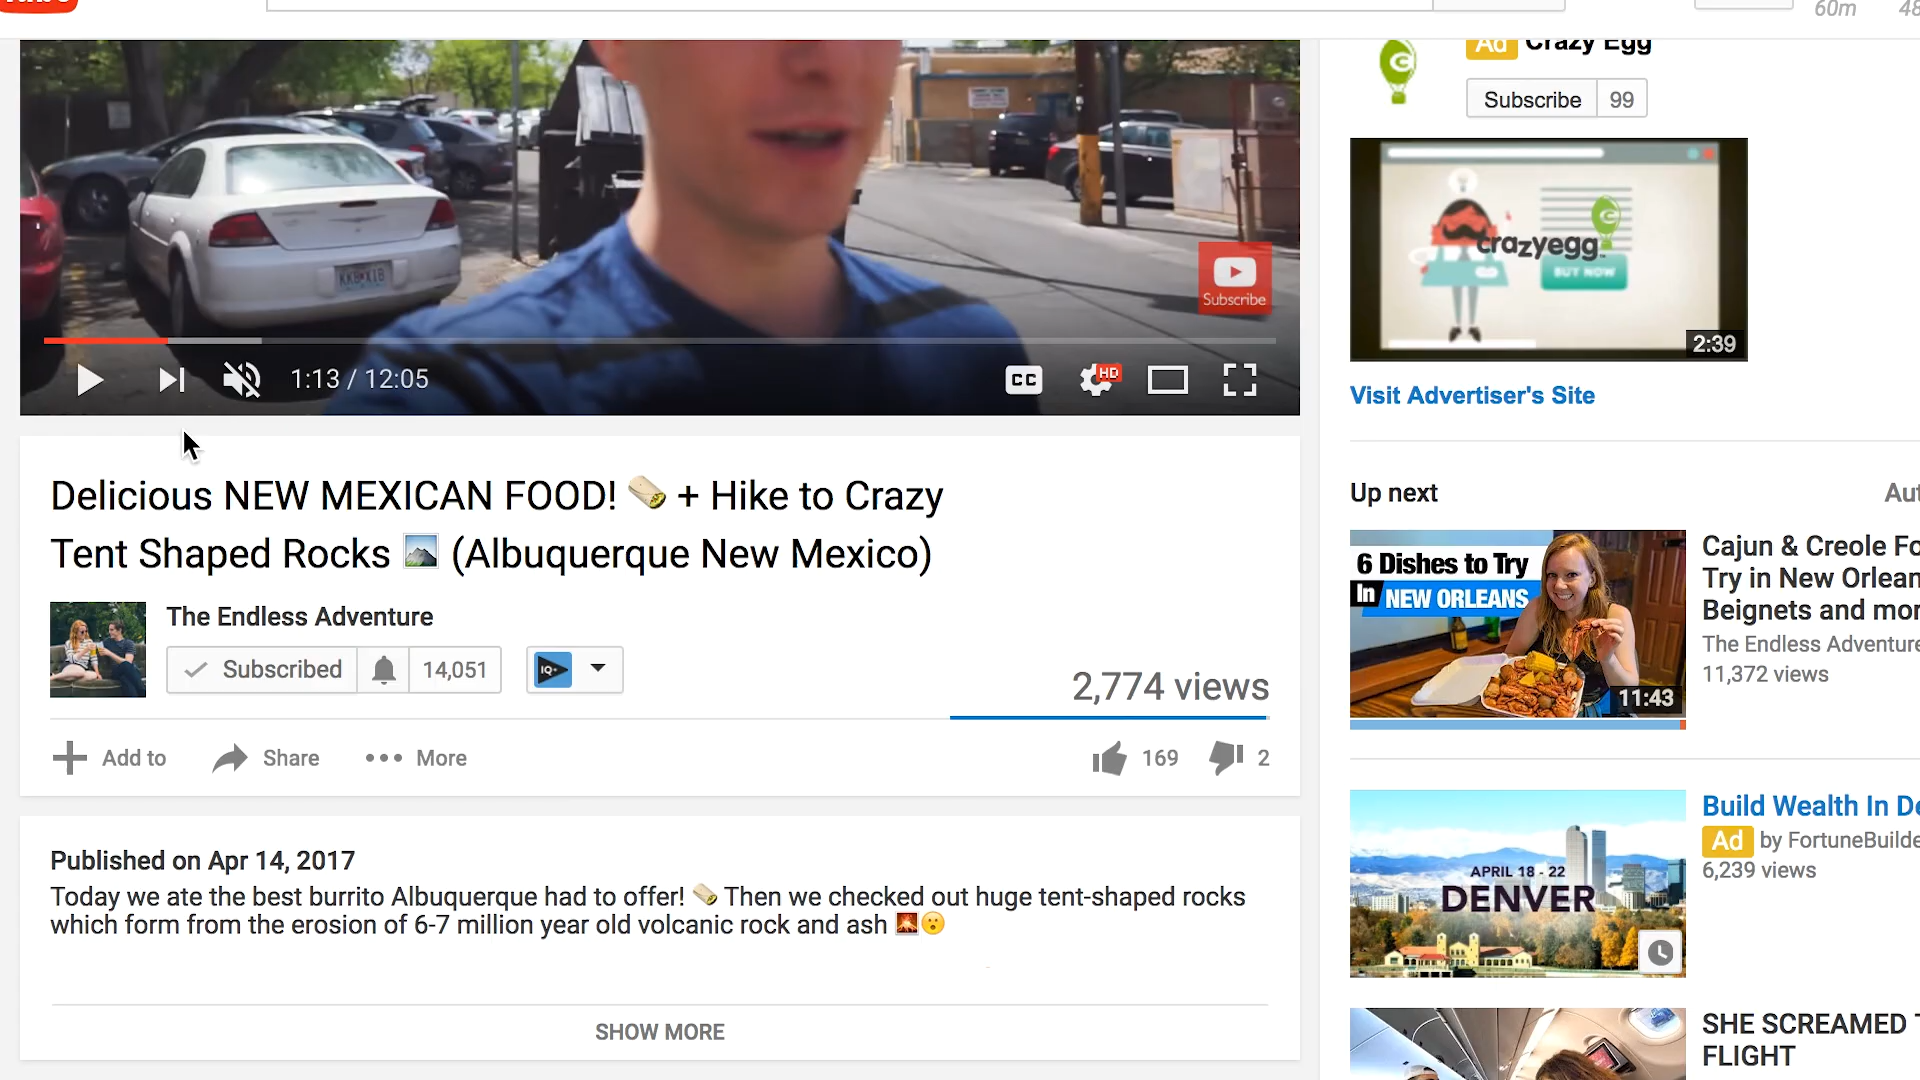 60m
Ad Crazy Egg
Subscribe 99
crazyegg
BUY NOW
2:39
Visit Advertiser's Site
Subscribe
1:13 / 12:05
CC
HD
Delicious NEW MEXICAN FOOD! 🌯 + Hike to Crazy
Tent Shaped Rocks 🏔 (Albuquerque New Mexico)
The Endless Adventure
Subscribed 14,051
IQ
2,774 views
Add to Share More
169 2
Published on Apr 14, 2017
Today we ate the best burrito Albuquerque had to offer! 🌯 Then we checked out huge tent-shaped rocks
which form from the erosion of 6-7 million year old volcanic rock and ash 🌋😮
SHOW MORE
Up next
6 Dishes to Try
In NEW ORLEANS
11:43
Cajun & Creole
Try in New
Beignets and
The Endless Adventure
11,372 views
APRIL 18 - 22
DENVER
Build Wealth In
Ad by
6,239 views
SHE SCREAMED
FLIGHT